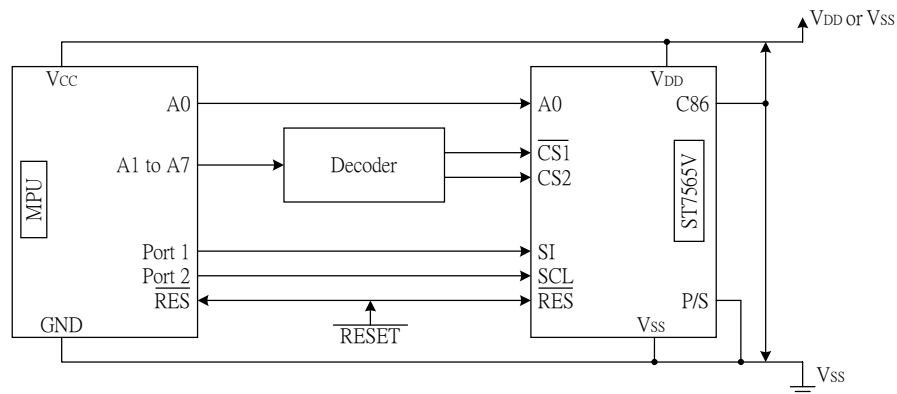 VDD or VSS
VCC
VDD
A0
A0
C86
CS1
A1 to A7
Decoder
CS2
MPU
ST7565V
Port 1
SI
Port 2
SCL
RES
RES
P/S
GND
RESET
VSS
VSS